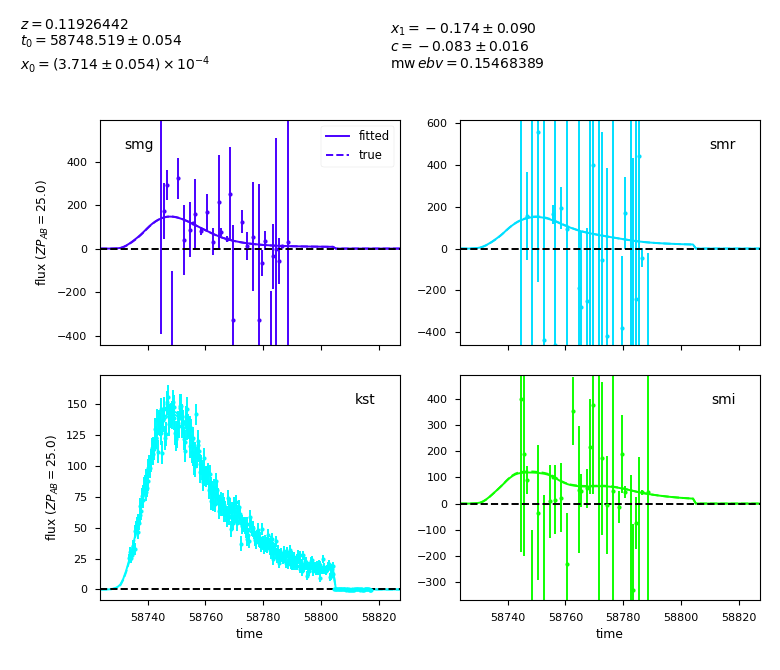 z = 0.11926442
t₀ = 58748.519 ± 0.054
x₀ = (3.714 ± 0.054) × 10⁻⁴
x₁ = −0.174 ± 0.090
c = −0.083 ± 0.016
mw ebv = 0.15468389
smg
fitted
true
400
200
0
−200
−400
flux (ZP_AB = 25.0)
smr
600
400
200
0
−200
−400
kst
150
125
100
75
50
25
0
flux (ZP_AB = 25.0)
58740 58760 58780 58800 58820
time
smi
400
300
200
100
0
−100
−200
−300
58740 58760 58780 58800 58820
time